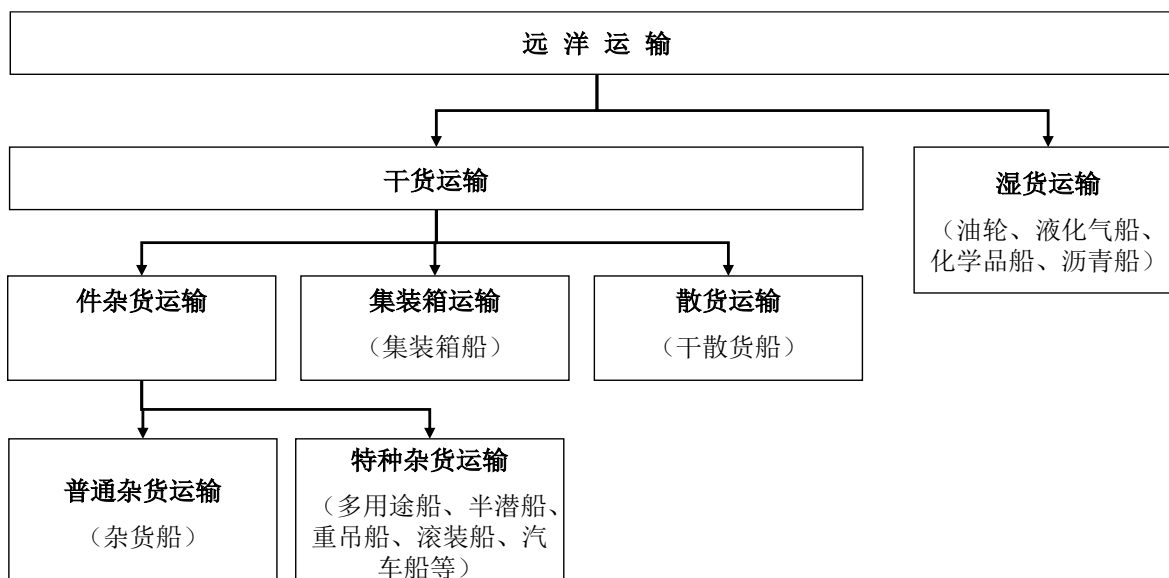 远 洋 运 输
干货运输
湿货运输
（油轮、液化气船、
化学品船、沥青船）
件杂货运输
集装箱运输
（集装箱船）
散货运输
（干散货船）
普通杂货运输
（杂货船）
特种杂货运输
（多用途船、半潜船、
重吊船、滚装船、汽
车船等）